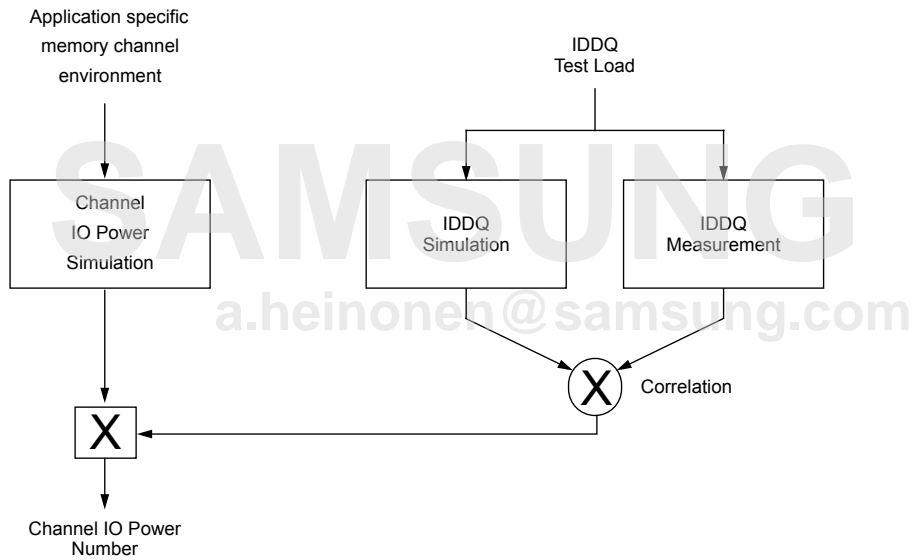 Application specific
memory channel
environment
IDDQ
Test Load
SAMSUNG
Channel
IO Power
Simulation
IDDQ
Simulation
IDDQ
Measurement
a.heinonen@samsung.com
X
Correlation
X
Channel IO Power
Number